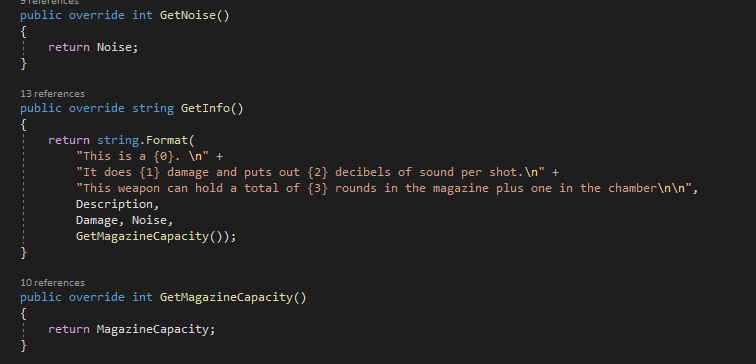 9 references
public override int GetNoise()
{
return Noise;
}
13 references
public override string GetInfo()
{
return string.Format(
"This is a {0}. \n" +
"It does {1} damage and puts out {2} decibels of sound per shot.\n" +
"This weapon can hold a total of {3} rounds in the magazine plus one in the chamber\n\n",
Description,
Damage, Noise,
GetMagazineCapacity());
}
10 references
public override int GetMagazineCapacity()
{
return MagazineCapacity;
}